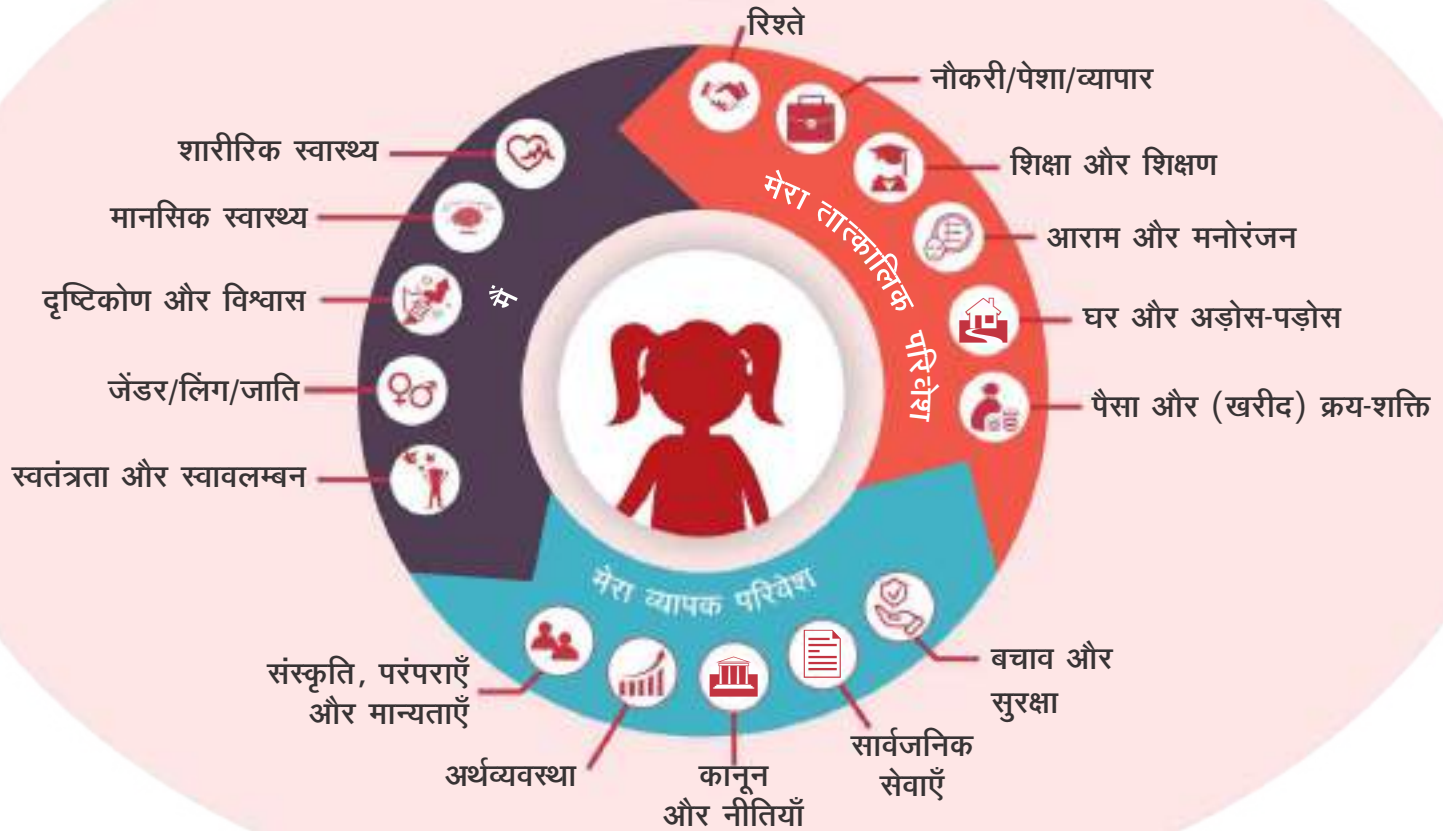 रिश्ते
नौकरी/पेशा/व्यापार
शिक्षा और शिक्षण
आराम और मनोरंजन
घर और अड़ोस-पड़ोस
पैसा और (खरीद) क्रय-शक्ति
मेरा तात्कालिक परिवेश
शारीरिक स्वास्थ्य
मानसिक स्वास्थ्य
दृष्टिकोण और विश्वास
जेंडर/लिंग/जाति
स्वतंत्रता और स्वावलम्बन
मैं
मेरा व्यापक परिवेश
संस्कृति, परंपराएँ
और मान्यताएँ
अर्थव्यवस्था
कानून
और नीतियाँ
सार्वजनिक
सेवाएँ
बचाव और
सुरक्षा